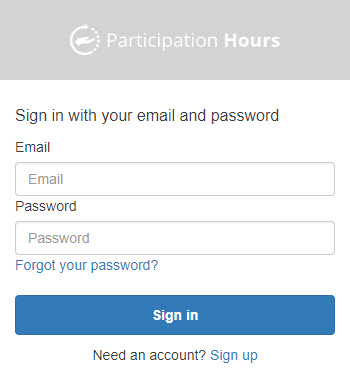 Participation Hours
Sign in with your email and password
Email
Email
Password
Password
Forgot your password?
Sign in
Need an account? Sign up